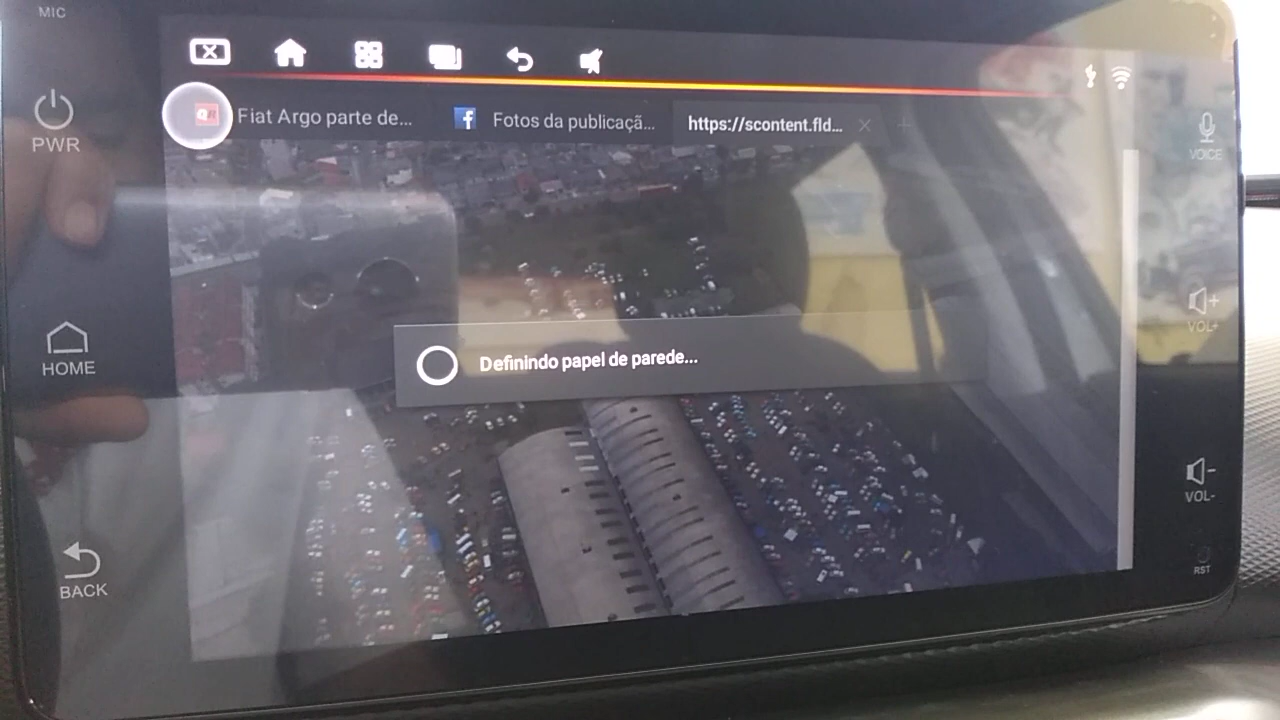 MIC
PWR
Fiat Argo parte de...
Fotos da publicaçã...
https://scontent.fld...
VOICE
Definindo papel de parede...
VOL+
HOME
VOL-
BACK
RST